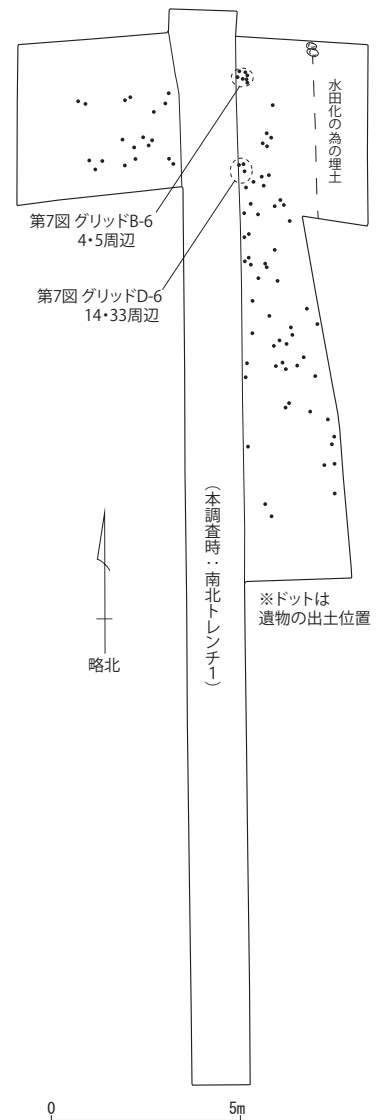 水田化の為の埋土
第7図 グリッドB-6
4・5周辺
第7図 グリッドD-6
14・33周辺
(本調査時：南北トレンチ1)
※ドットは
遺物の出土位置
略北
0 5m